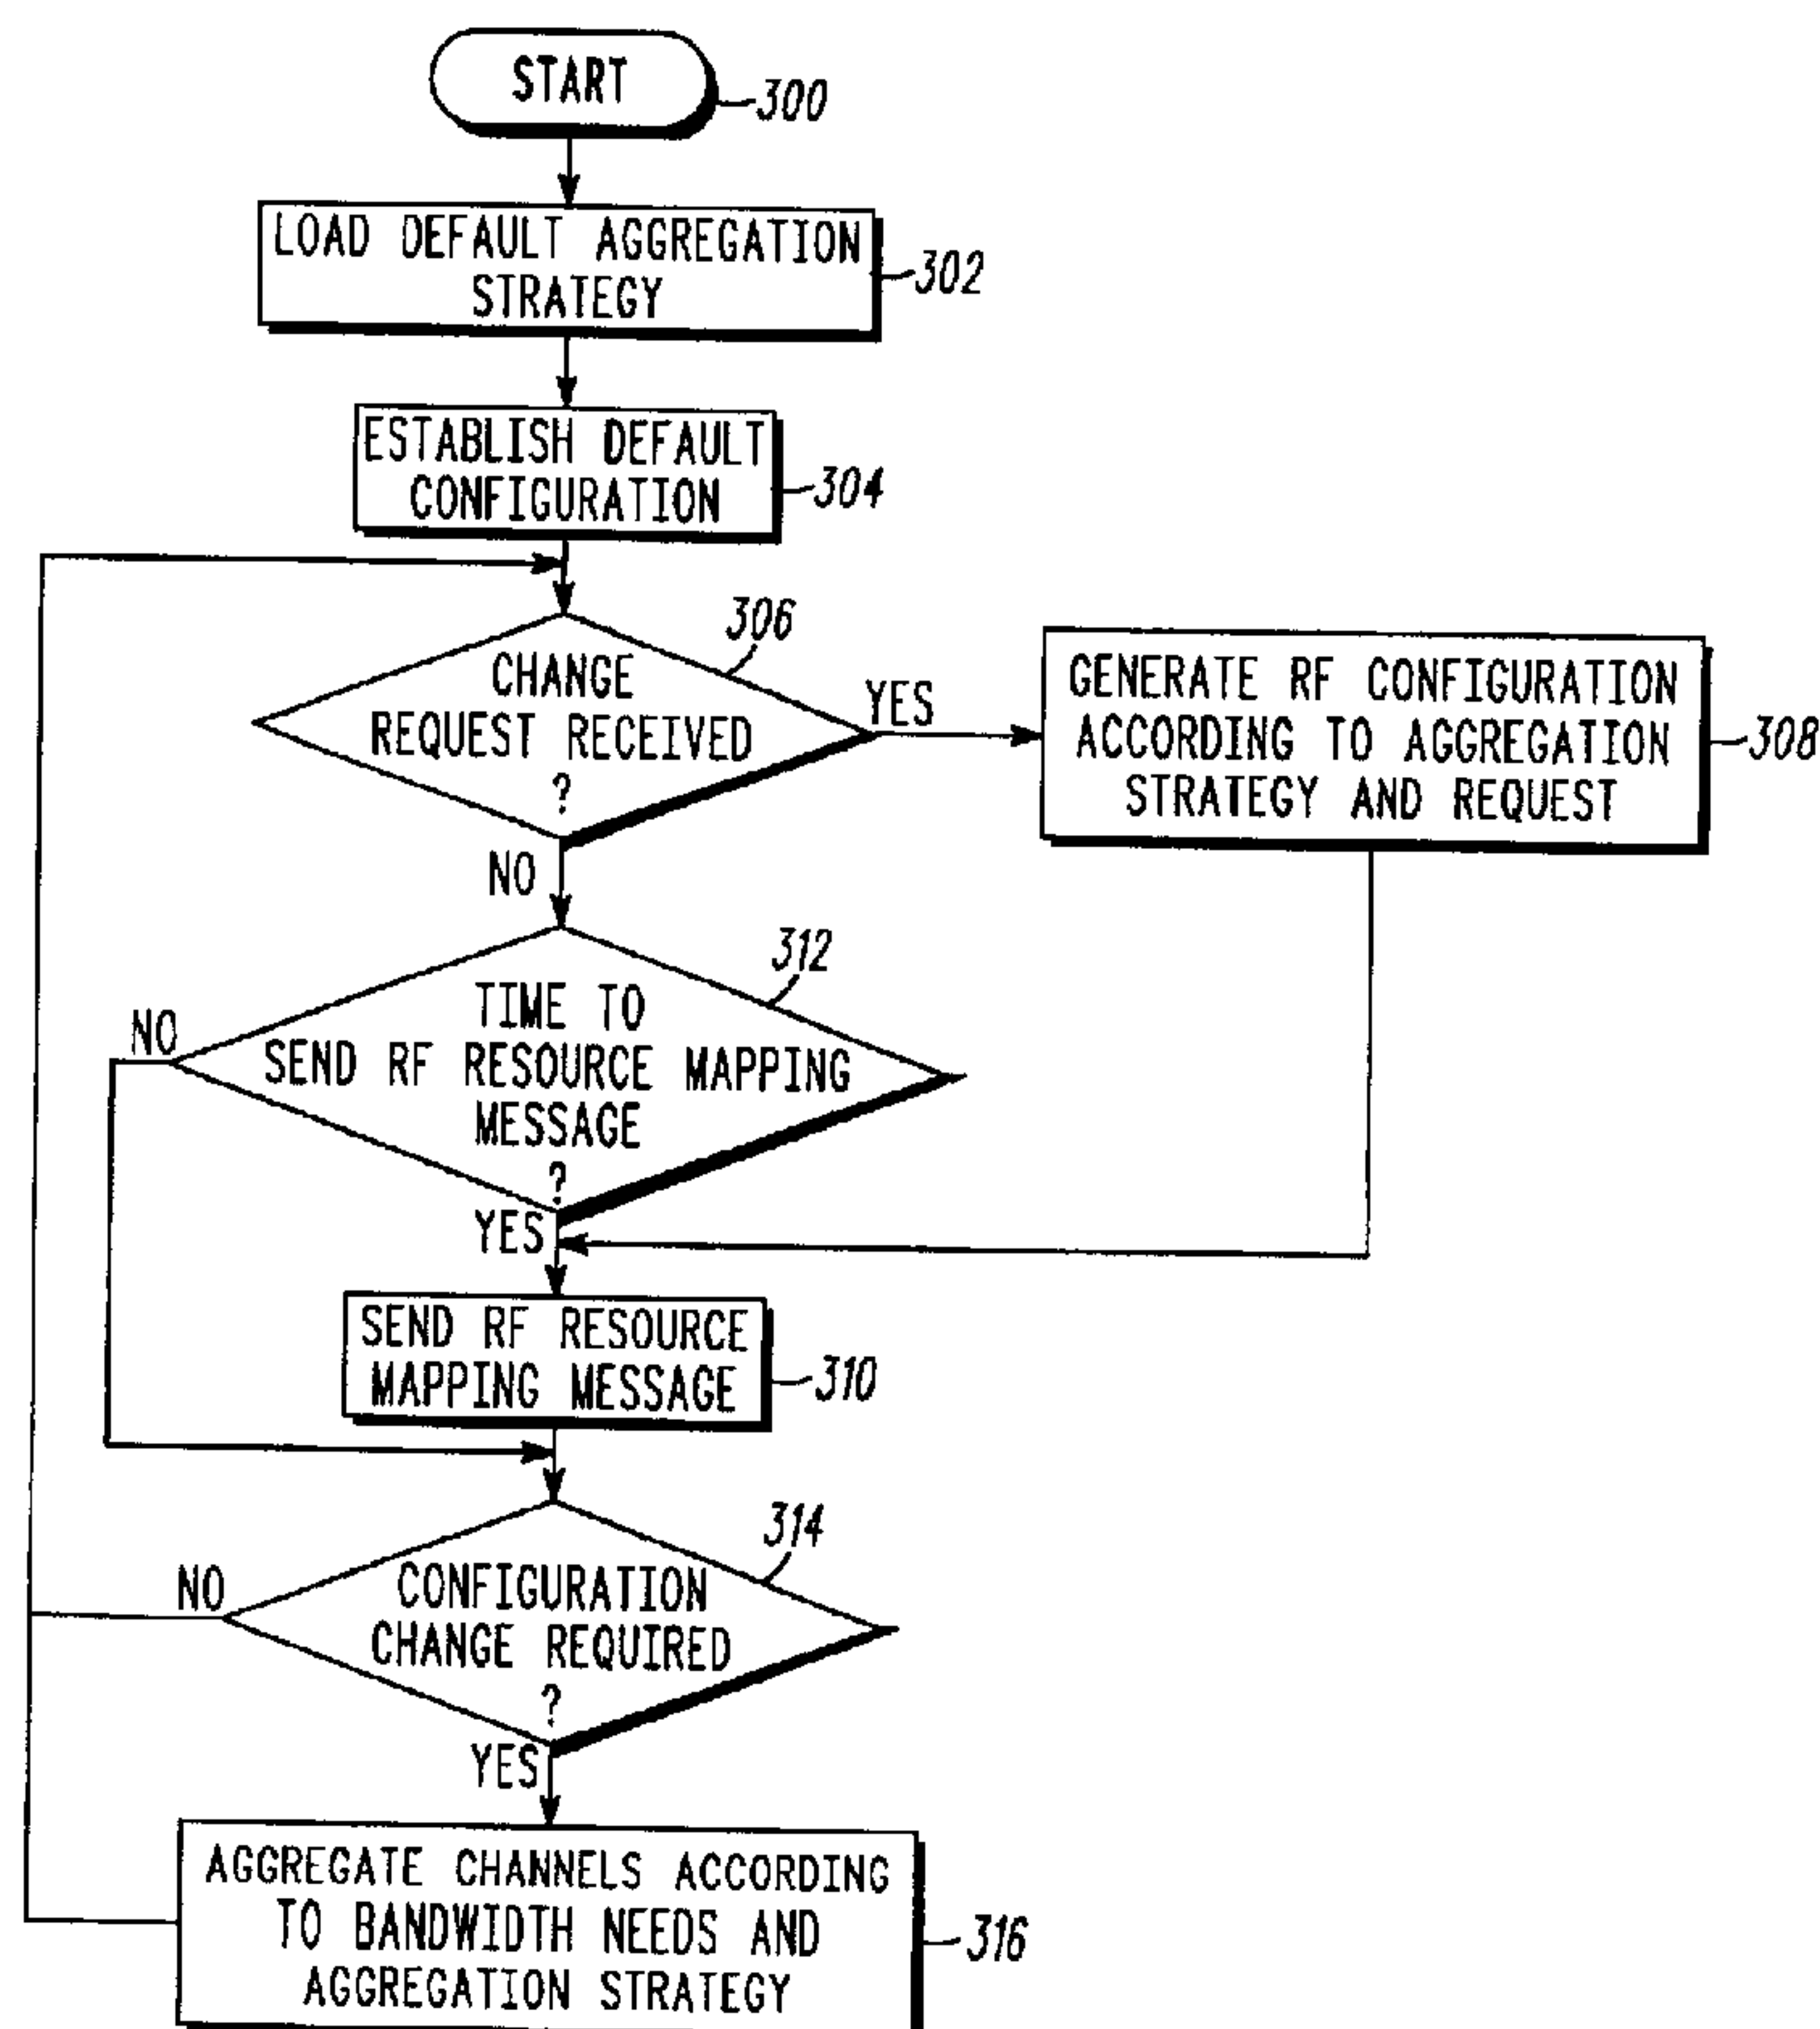 START
300
LOAD DEFAULT AGGREGATION
STRATEGY
302
ESTABLISH DEFAULT
CONFIGURATION
304
306
CHANGE
REQUEST RECEIVED
?
YES
GENERATE RF CONFIGURATION
ACCORDING TO AGGREGATION
STRATEGY AND REQUEST
308
NO
312
TIME TO
SEND RF RESOURCE MAPPING
MESSAGE
?
NO
YES
SEND RF RESOURCE
MAPPING MESSAGE
310
314
CONFIGURATION
CHANGE REQUIRED
?
NO
YES
AGGREGATE CHANNELS ACCORDING
TO BANDWIDTH NEEDS AND
AGGREGATION STRATEGY
316